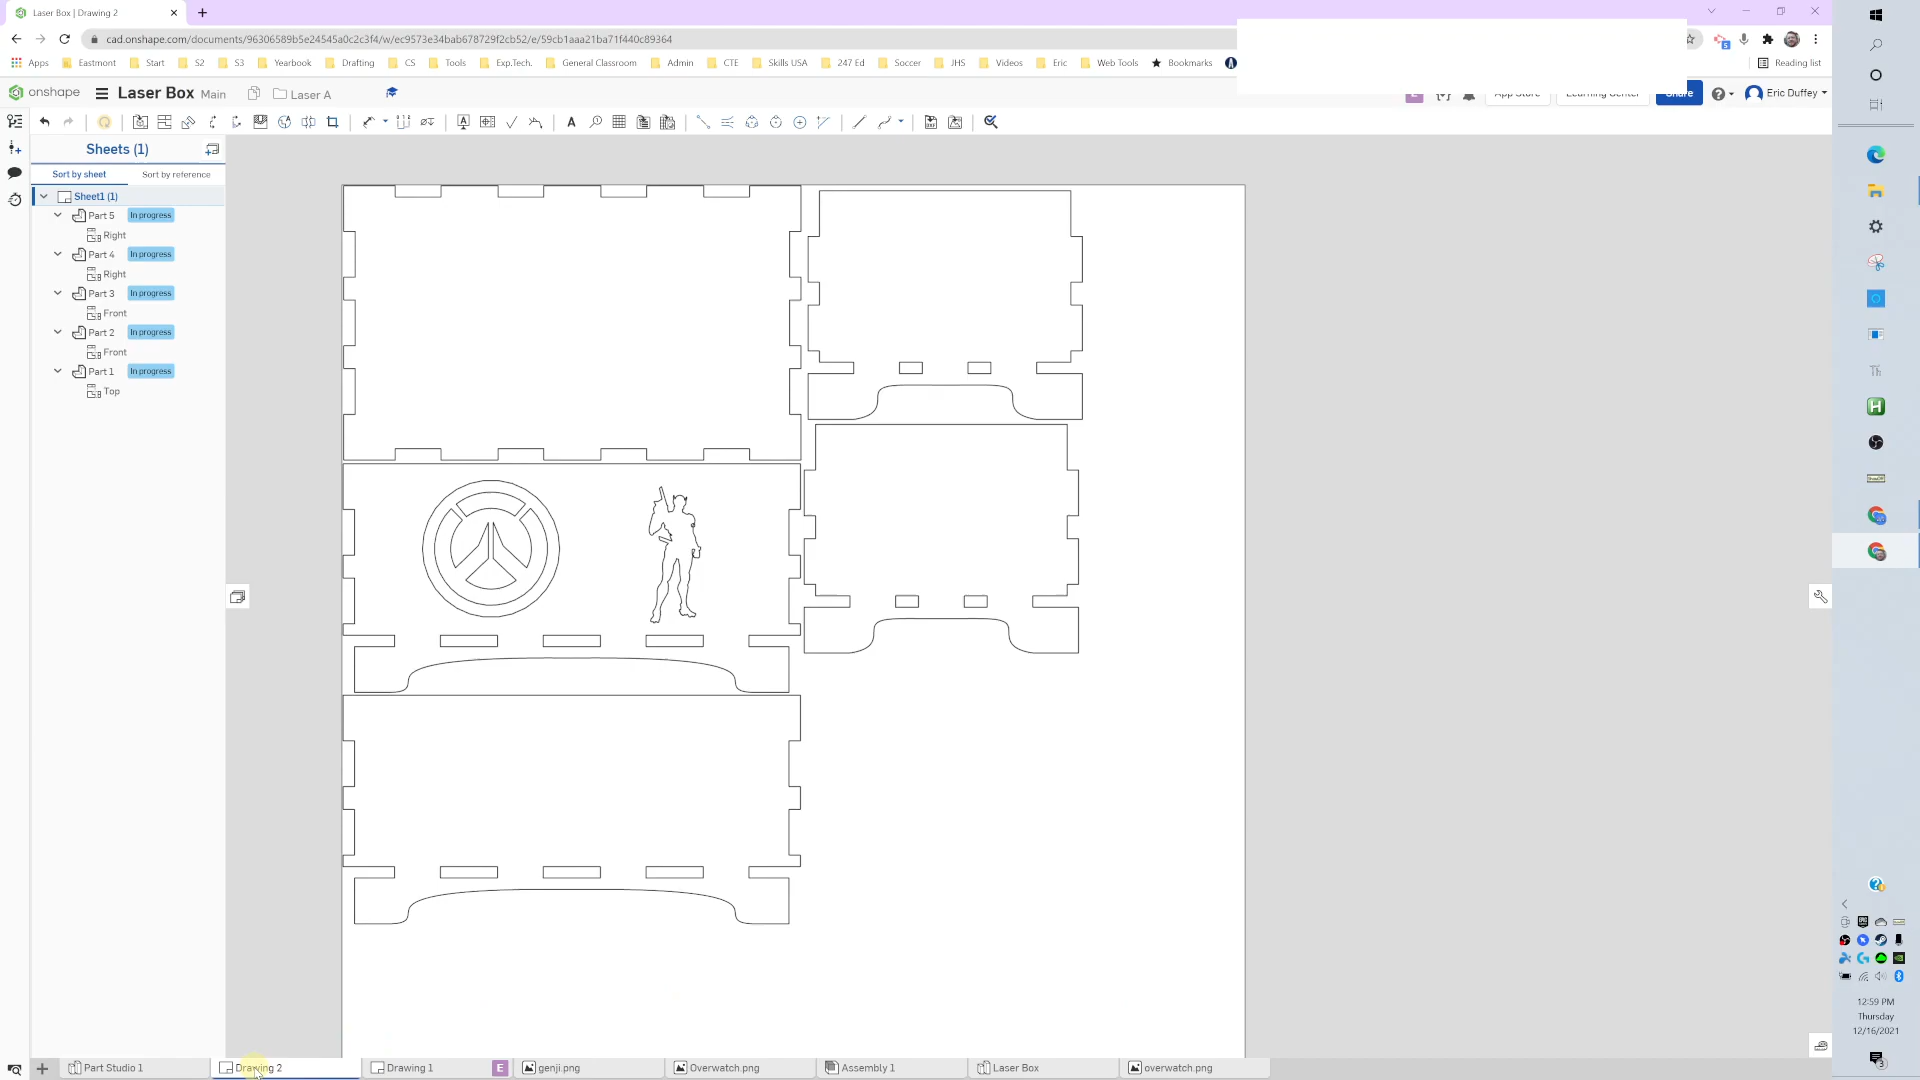 Laser Box | Drawing 2
cad.onshape.com/documents/96306589b5e24545a0c2c3f4/w/ec9573e34bab678729f2cb52/e/59cb1aaa21ba71f440c89364
Apps Eastmont Start S2 S3 Yearbook Drafting CS Tools Exp.Tech. General Classroom Admin CTE Skills USA 247 Ed Soccer JHS Videos Eric Web Tools Bookmarks Reading list
onshape Laser Box Main Laser A App Store Learning Center Share Eric Duffey
Sheets (1)
Sort by sheet Sort by reference
Sheet1 (1)
Part 5 In progress
Right
Part 4 In progress
Right
Part 3 In progress
Front
Part 2 In progress
Front
Part 1 In progress
Top
Part Studio 1 Drawing 2 Drawing 1 E genji.png Overwatch.png Assembly 1 Laser Box overwatch.png
12:59 PM
Thursday
12/16/2021